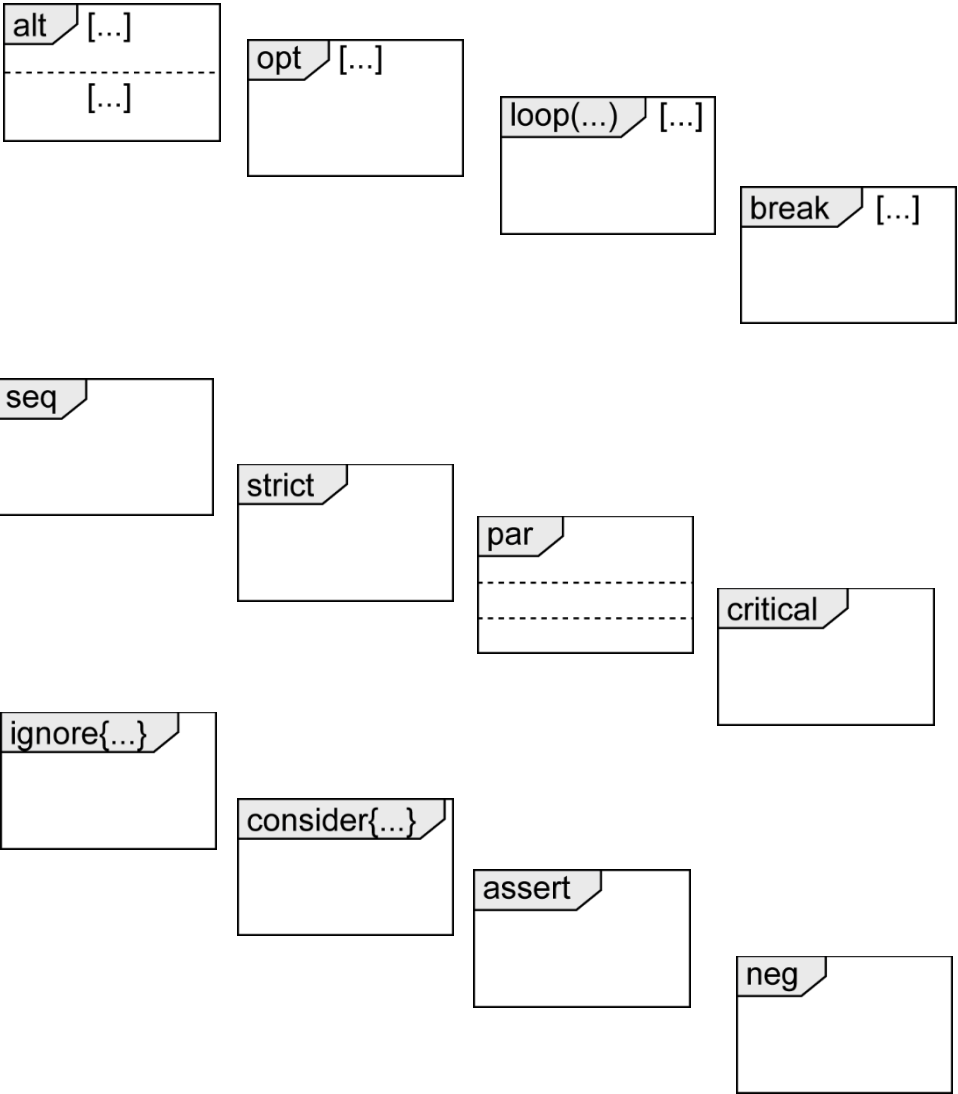 alt [...]
[...]
opt [...]
loop(...) [...]
break [...]
seq
strict
par
critical
ignore{...}
consider{...}
assert
neg